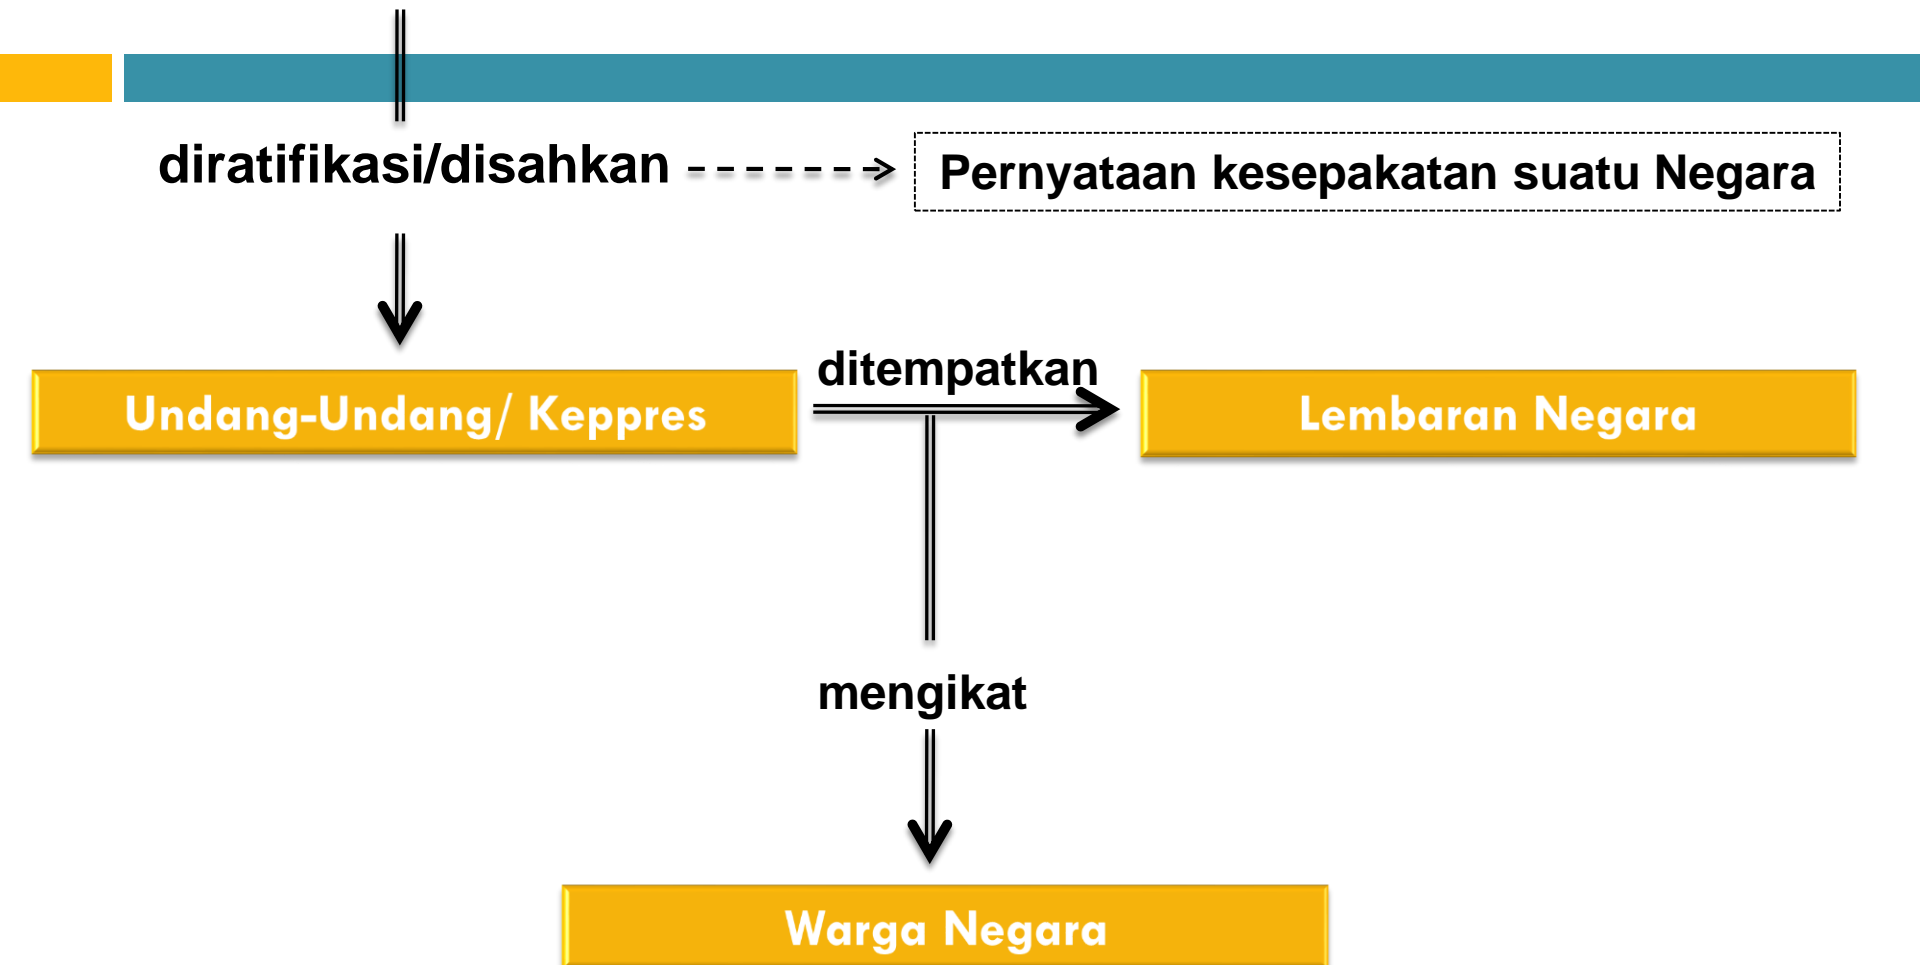 diratifikasi/disahkan
Pernyataan kesepakatan suatu Negara
ditempatkan
Undang-Undang/ Keppres
Lembaran Negara
mengikat
Warga Negara